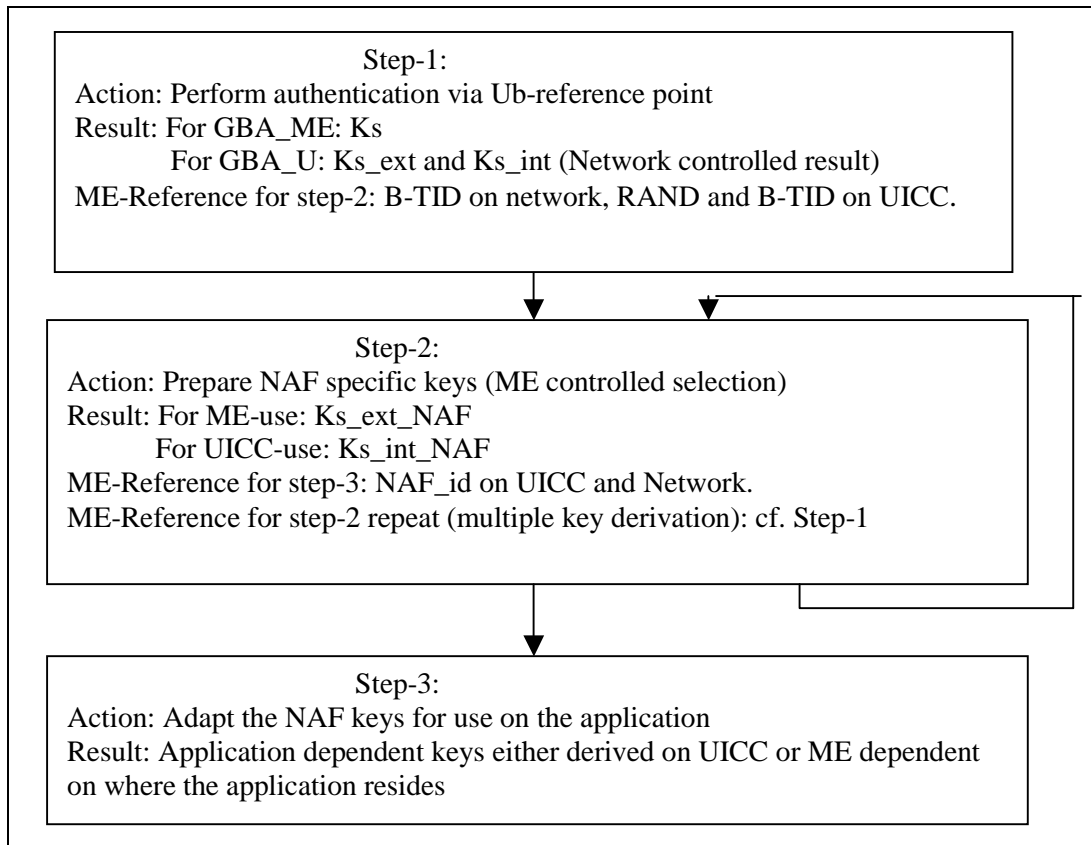 Step-1:
Action: Perform authentication via Ub-reference point
Result: For GBA_ME: Ks
For GBA_U: Ks_ext and Ks_int (Network controlled result)
ME-Reference for step-2: B-TID on network, RAND and B-TID on UICC.
Step-2:
Action: Prepare NAF specific keys (ME controlled selection)
Result: For ME-use: Ks_ext_NAF
For UICC-use: Ks_int_NAF
ME-Reference for step-3: NAF_id on UICC and Network.
ME-Reference for step-2 repeat (multiple key derivation): cf. Step-1
Step-3:
Action: Adapt the NAF keys for use on the application
Result: Application dependent keys either derived on UICC or ME dependent
on where the application resides